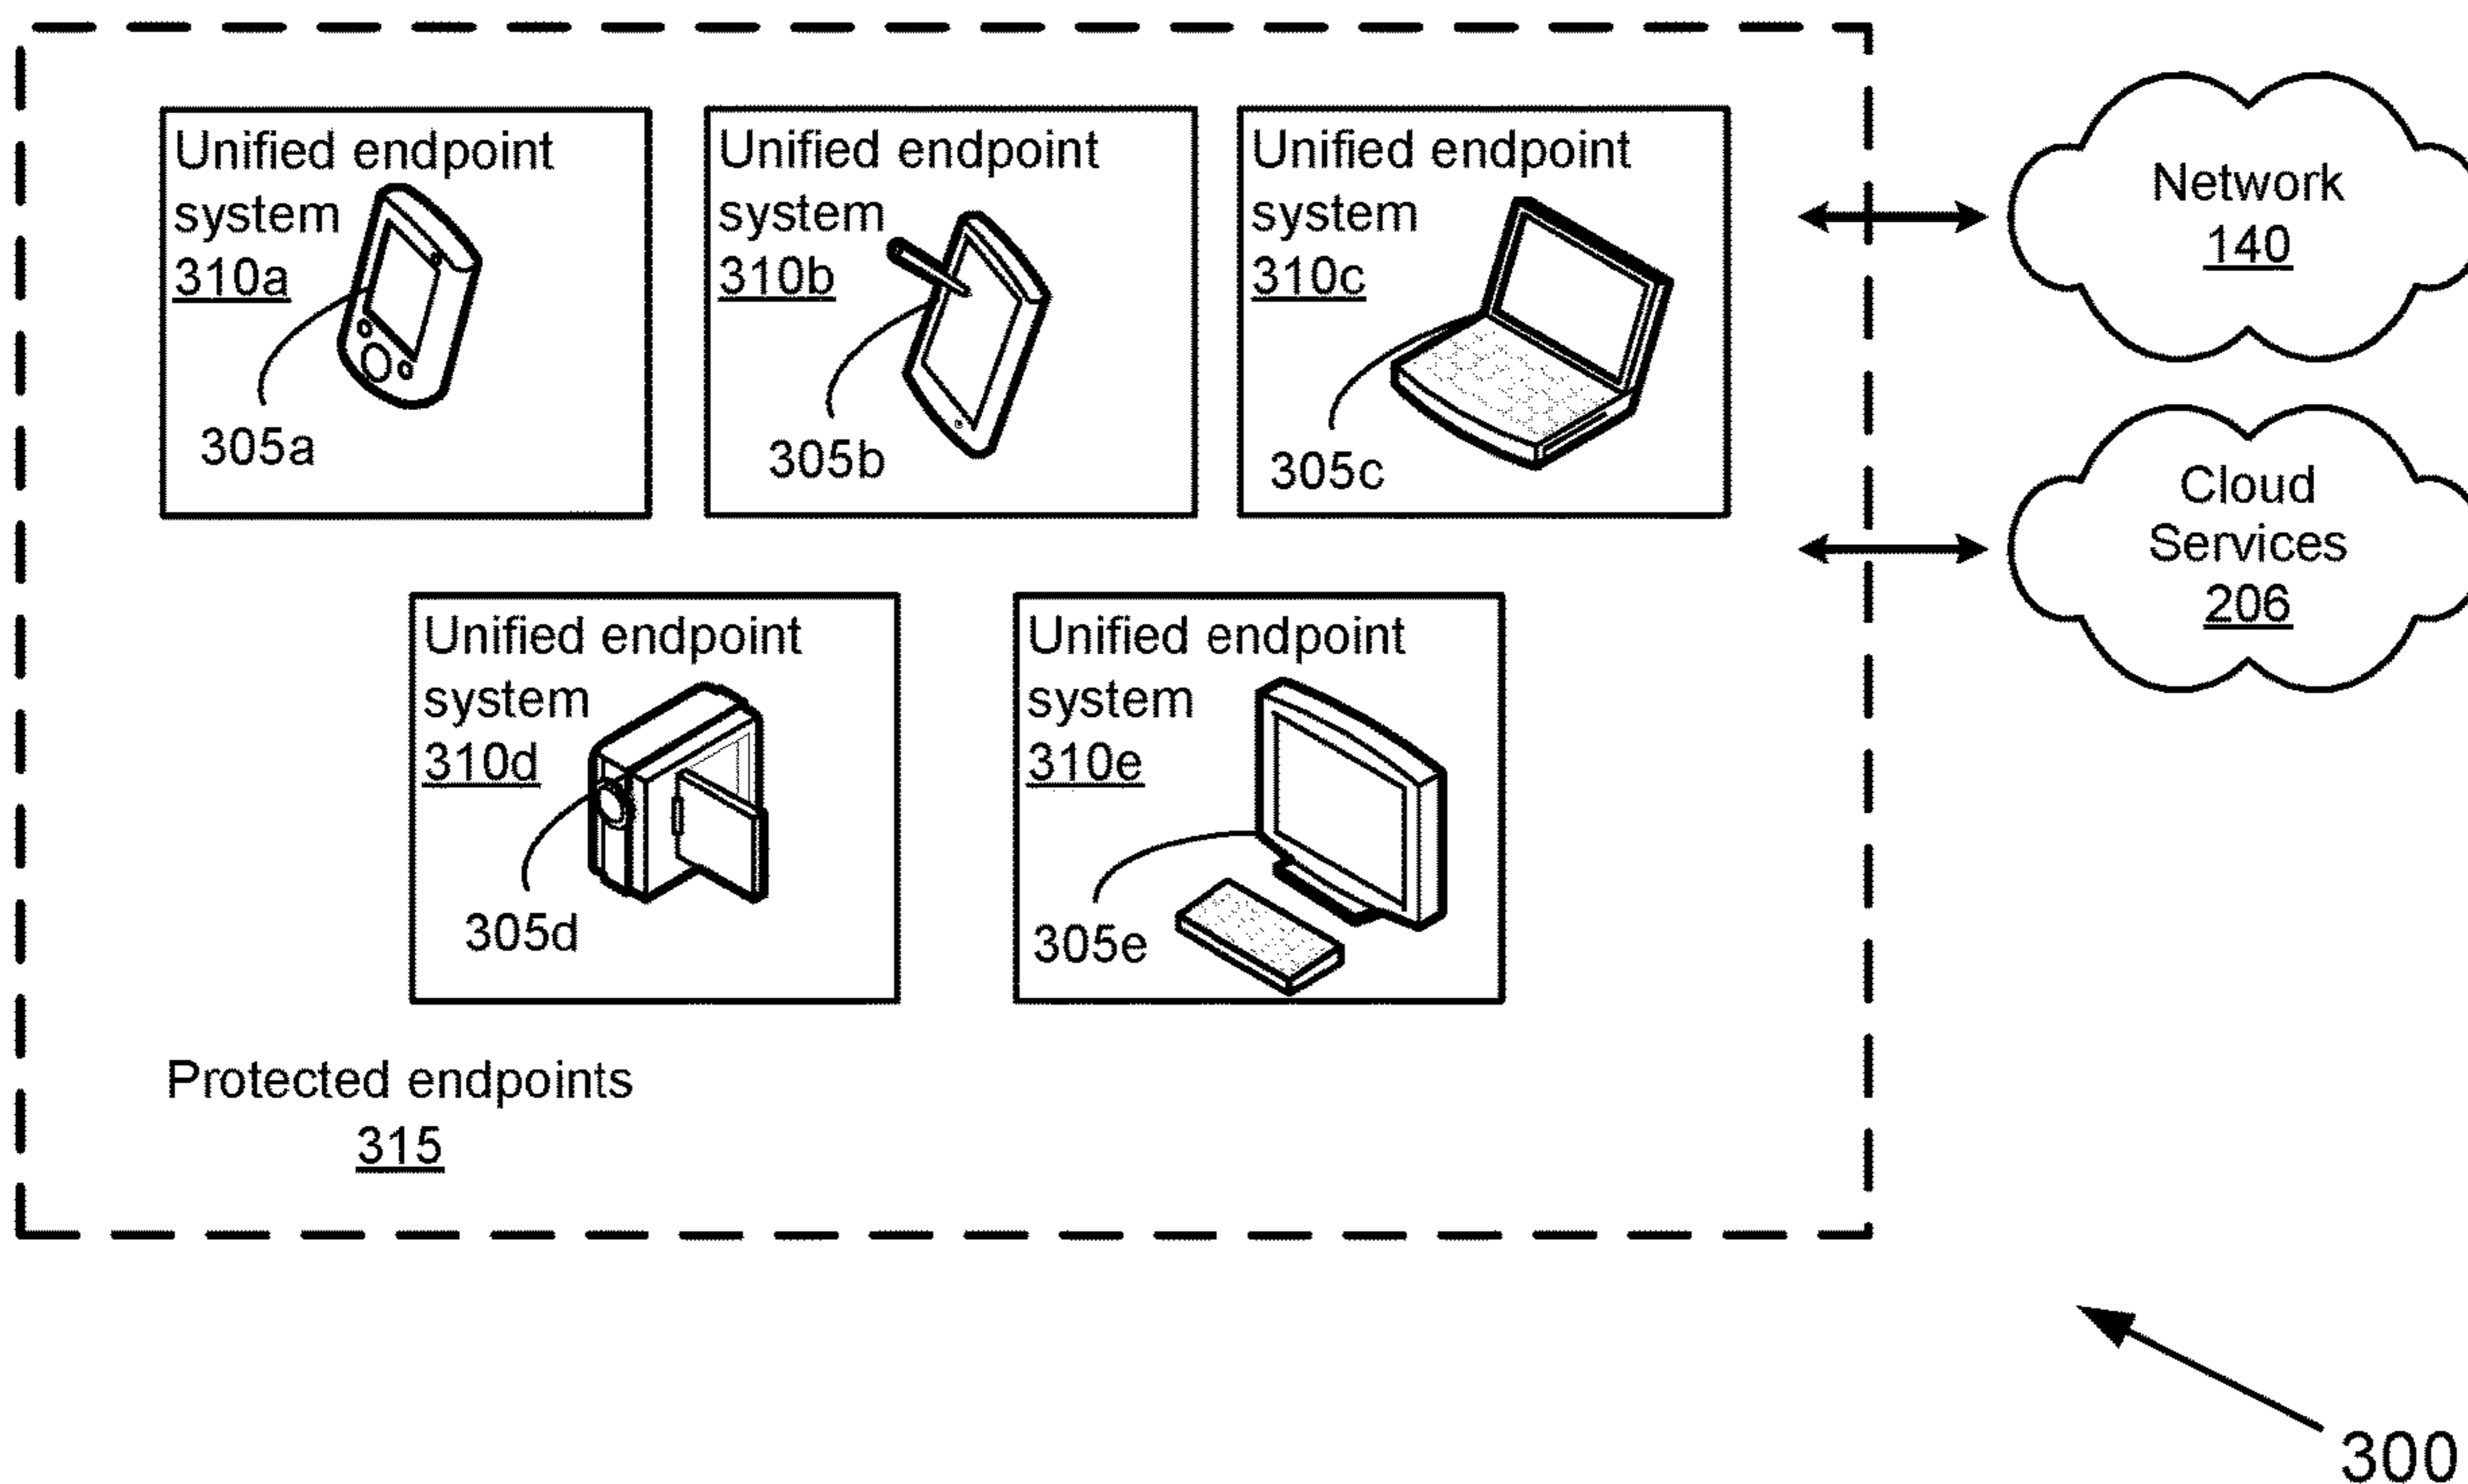 Unified endpoint
system
310a
305a
Unified endpoint
system
310b
305b
Unified endpoint
system
310c
305c
Network
140
Cloud
Services
206
Unified endpoint
system
310d
305d
Unified endpoint
system
310e
305e
Protected endpoints
315
300